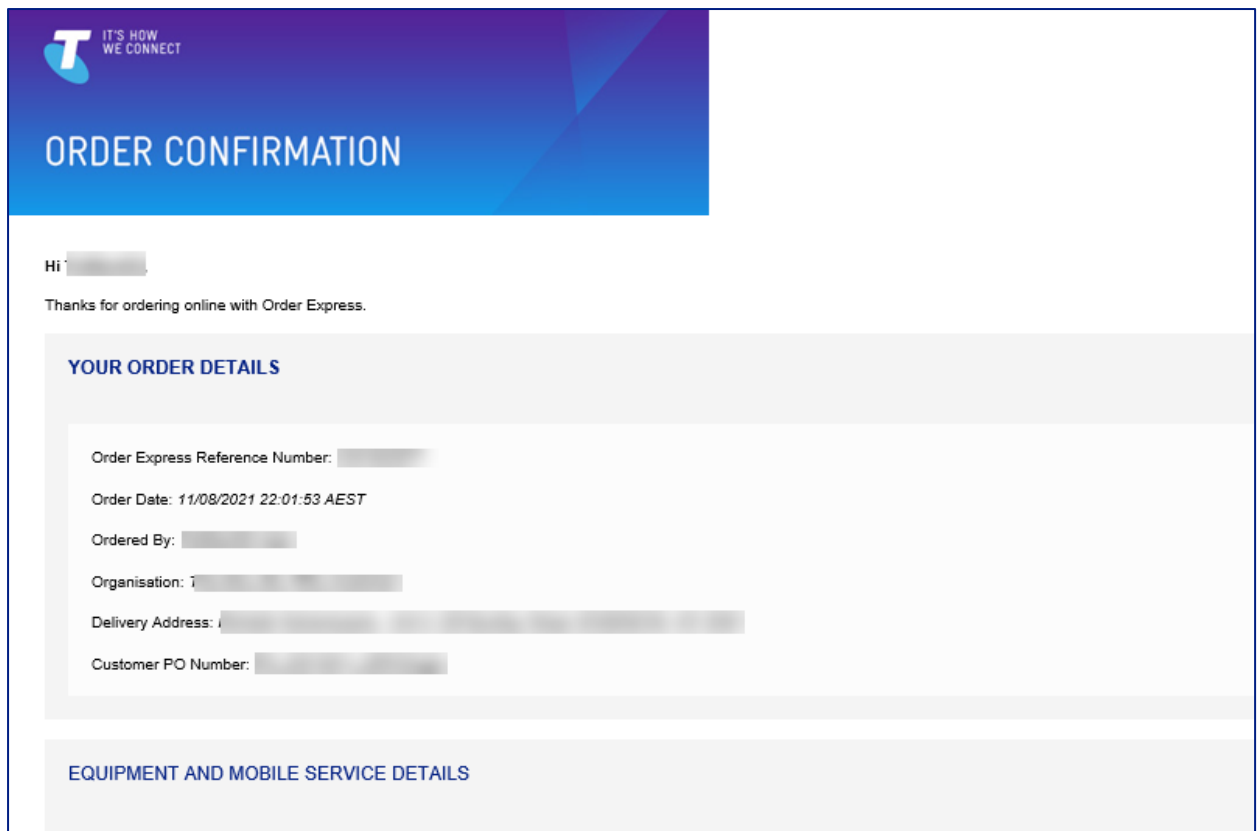 T IT'S HOW
WE CONNECT
ORDER CONFIRMATION
Hi
Thanks for ordering online with Order Express.
YOUR ORDER DETAILS
Order Express Reference Number:
Order Date: 11/08/2021 22:01:53 AEST
Ordered By:
Organisation:
Delivery Address:
Customer PO Number:
EQUIPMENT AND MOBILE SERVICE DETAILS